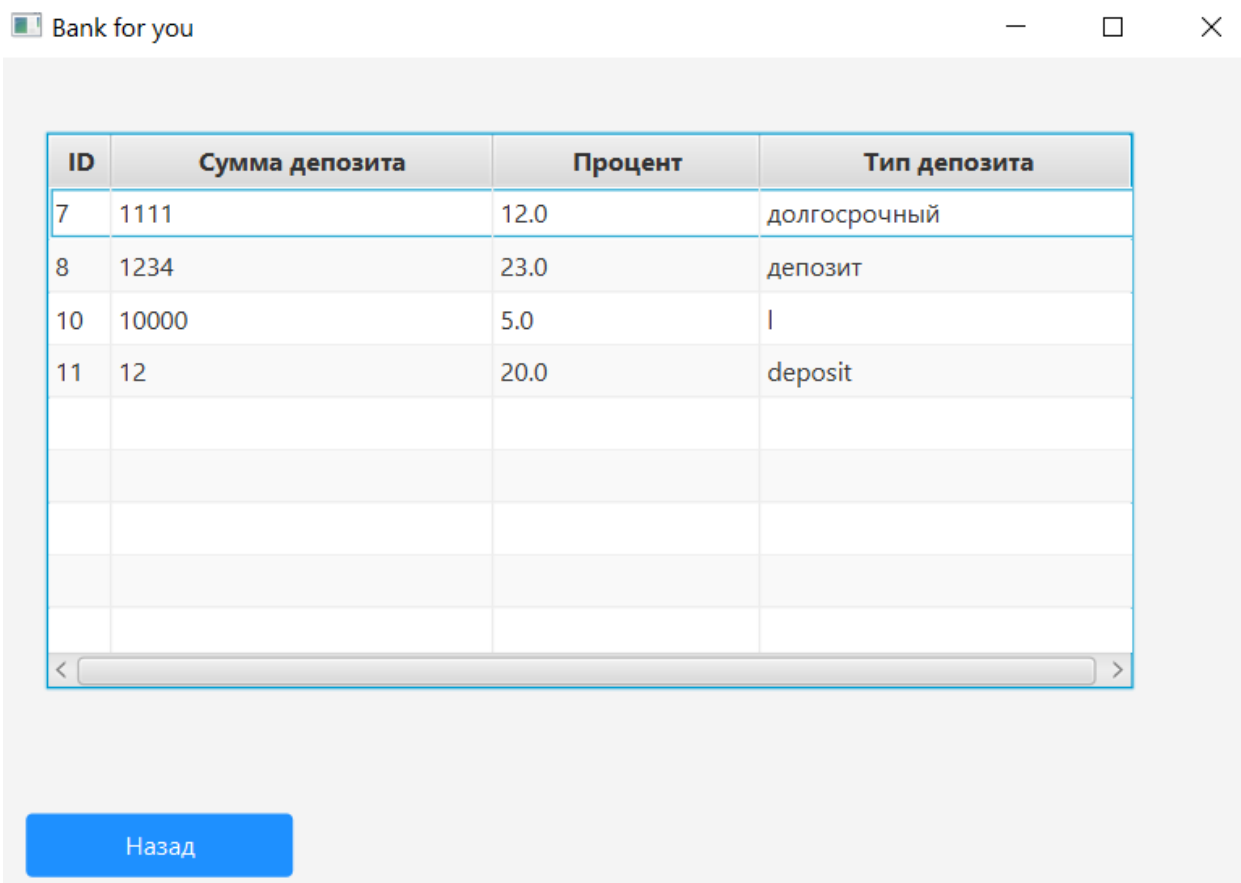 Bank for you
ID Сумма депозита Процент Тип депозита
7 1111 12.0 долгосрочный
8 1234 23.0 депозит
10 10000 5.0 l
11 12 20.0 deposit
Назад